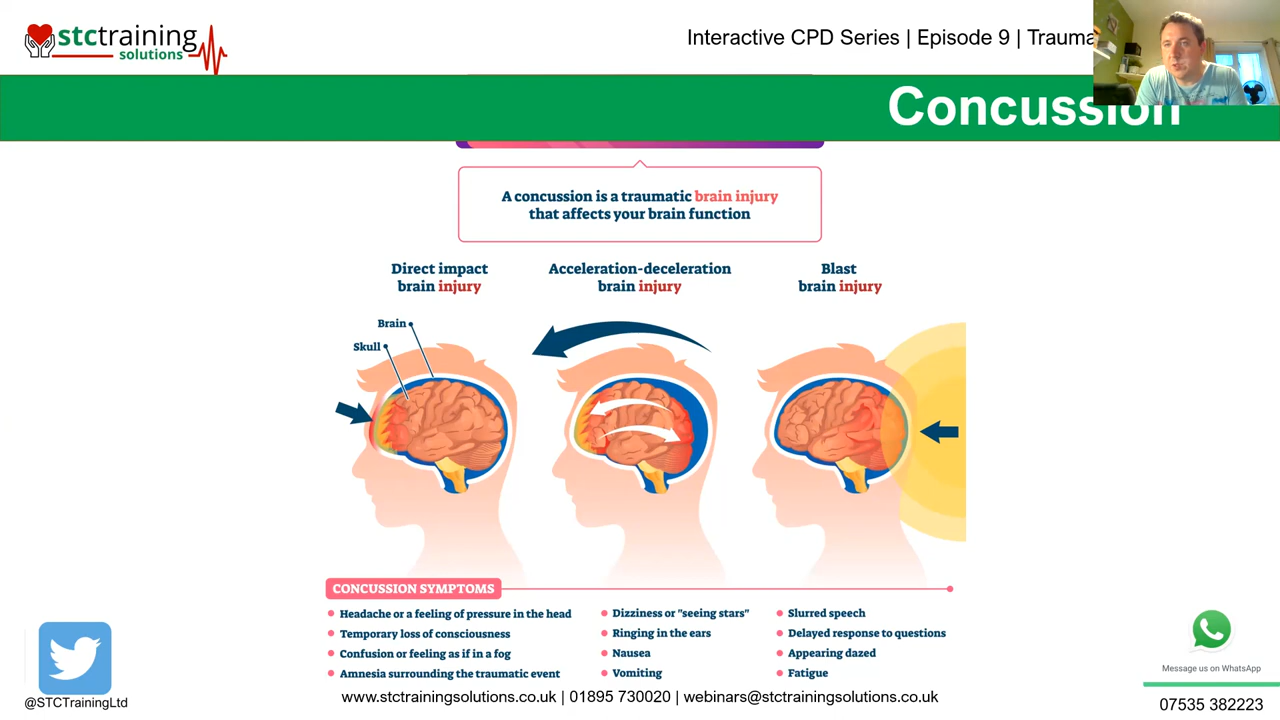 stctraining
solutions
Interactive CPD Series | Episode 9 | Trauma
Concussion
A concussion is a traumatic brain injury
that affects your brain function
Direct impact
brain injury
Acceleration-deceleration
brain injury
Blast
brain injury
Brain
Skull
CONCUSSION SYMPTOMS
Headache or a feeling of pressure in the head
Temporary loss of consciousness
Confusion or feeling as if in a fog
Amnesia surrounding the traumatic event
Dizziness or "seeing stars"
Ringing in the ears
Nausea
Vomiting
Slurred speech
Delayed response to questions
Appearing dazed
Fatigue
@STCTrainingLtd
www.stctrainingsolutions.co.uk | 01895 730020 | webinars@stctrainingsolutions.co.uk
Message us on WhatsApp
07535 382223